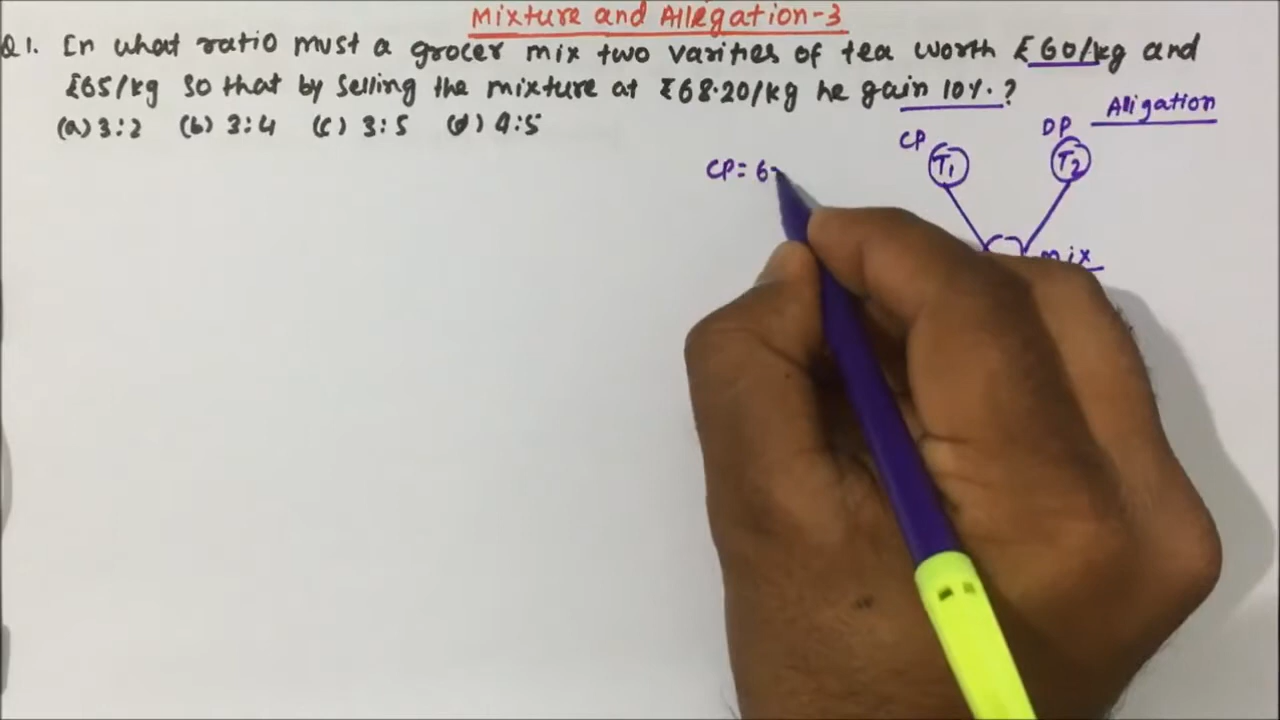 Mixture and Allegation-3
Q1. In what ratio must a grocer mix two varities of tea worth ₹60/kg and
₹65/kg so that by selling the mixture at ₹68.20/kg he gain 10%.?
(a) 3:2 (b) 3:4 (c) 3:5 (d) 4:5
Alligation
CP DP
T1 T2
CP = 6
mix